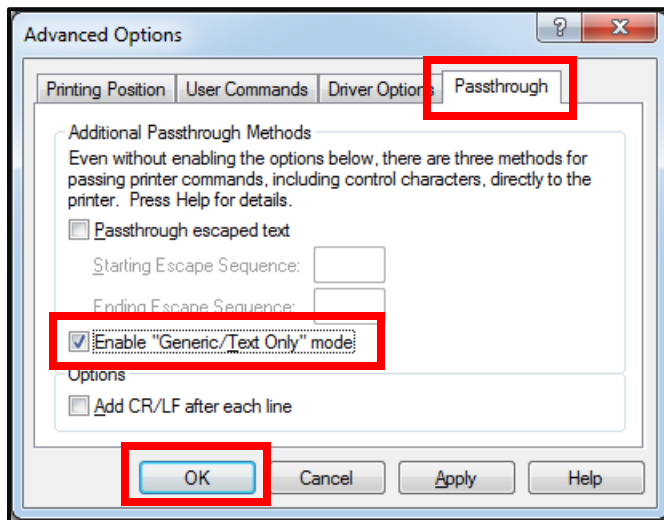 Advanced Options
Printing Position User Commands Driver Options Passthrough
Additional Passthrough Methods
Even without enabling the options below, there are three methods for
passing printer commands, including control characters, directly to the
printer. Press Help for details.
Passthrough escaped text
Starting Escape Sequence:
Ending Escape Sequence:
Enable "Generic/Text Only" mode
Options
Add CR/LF after each line
OK Cancel Apply Help